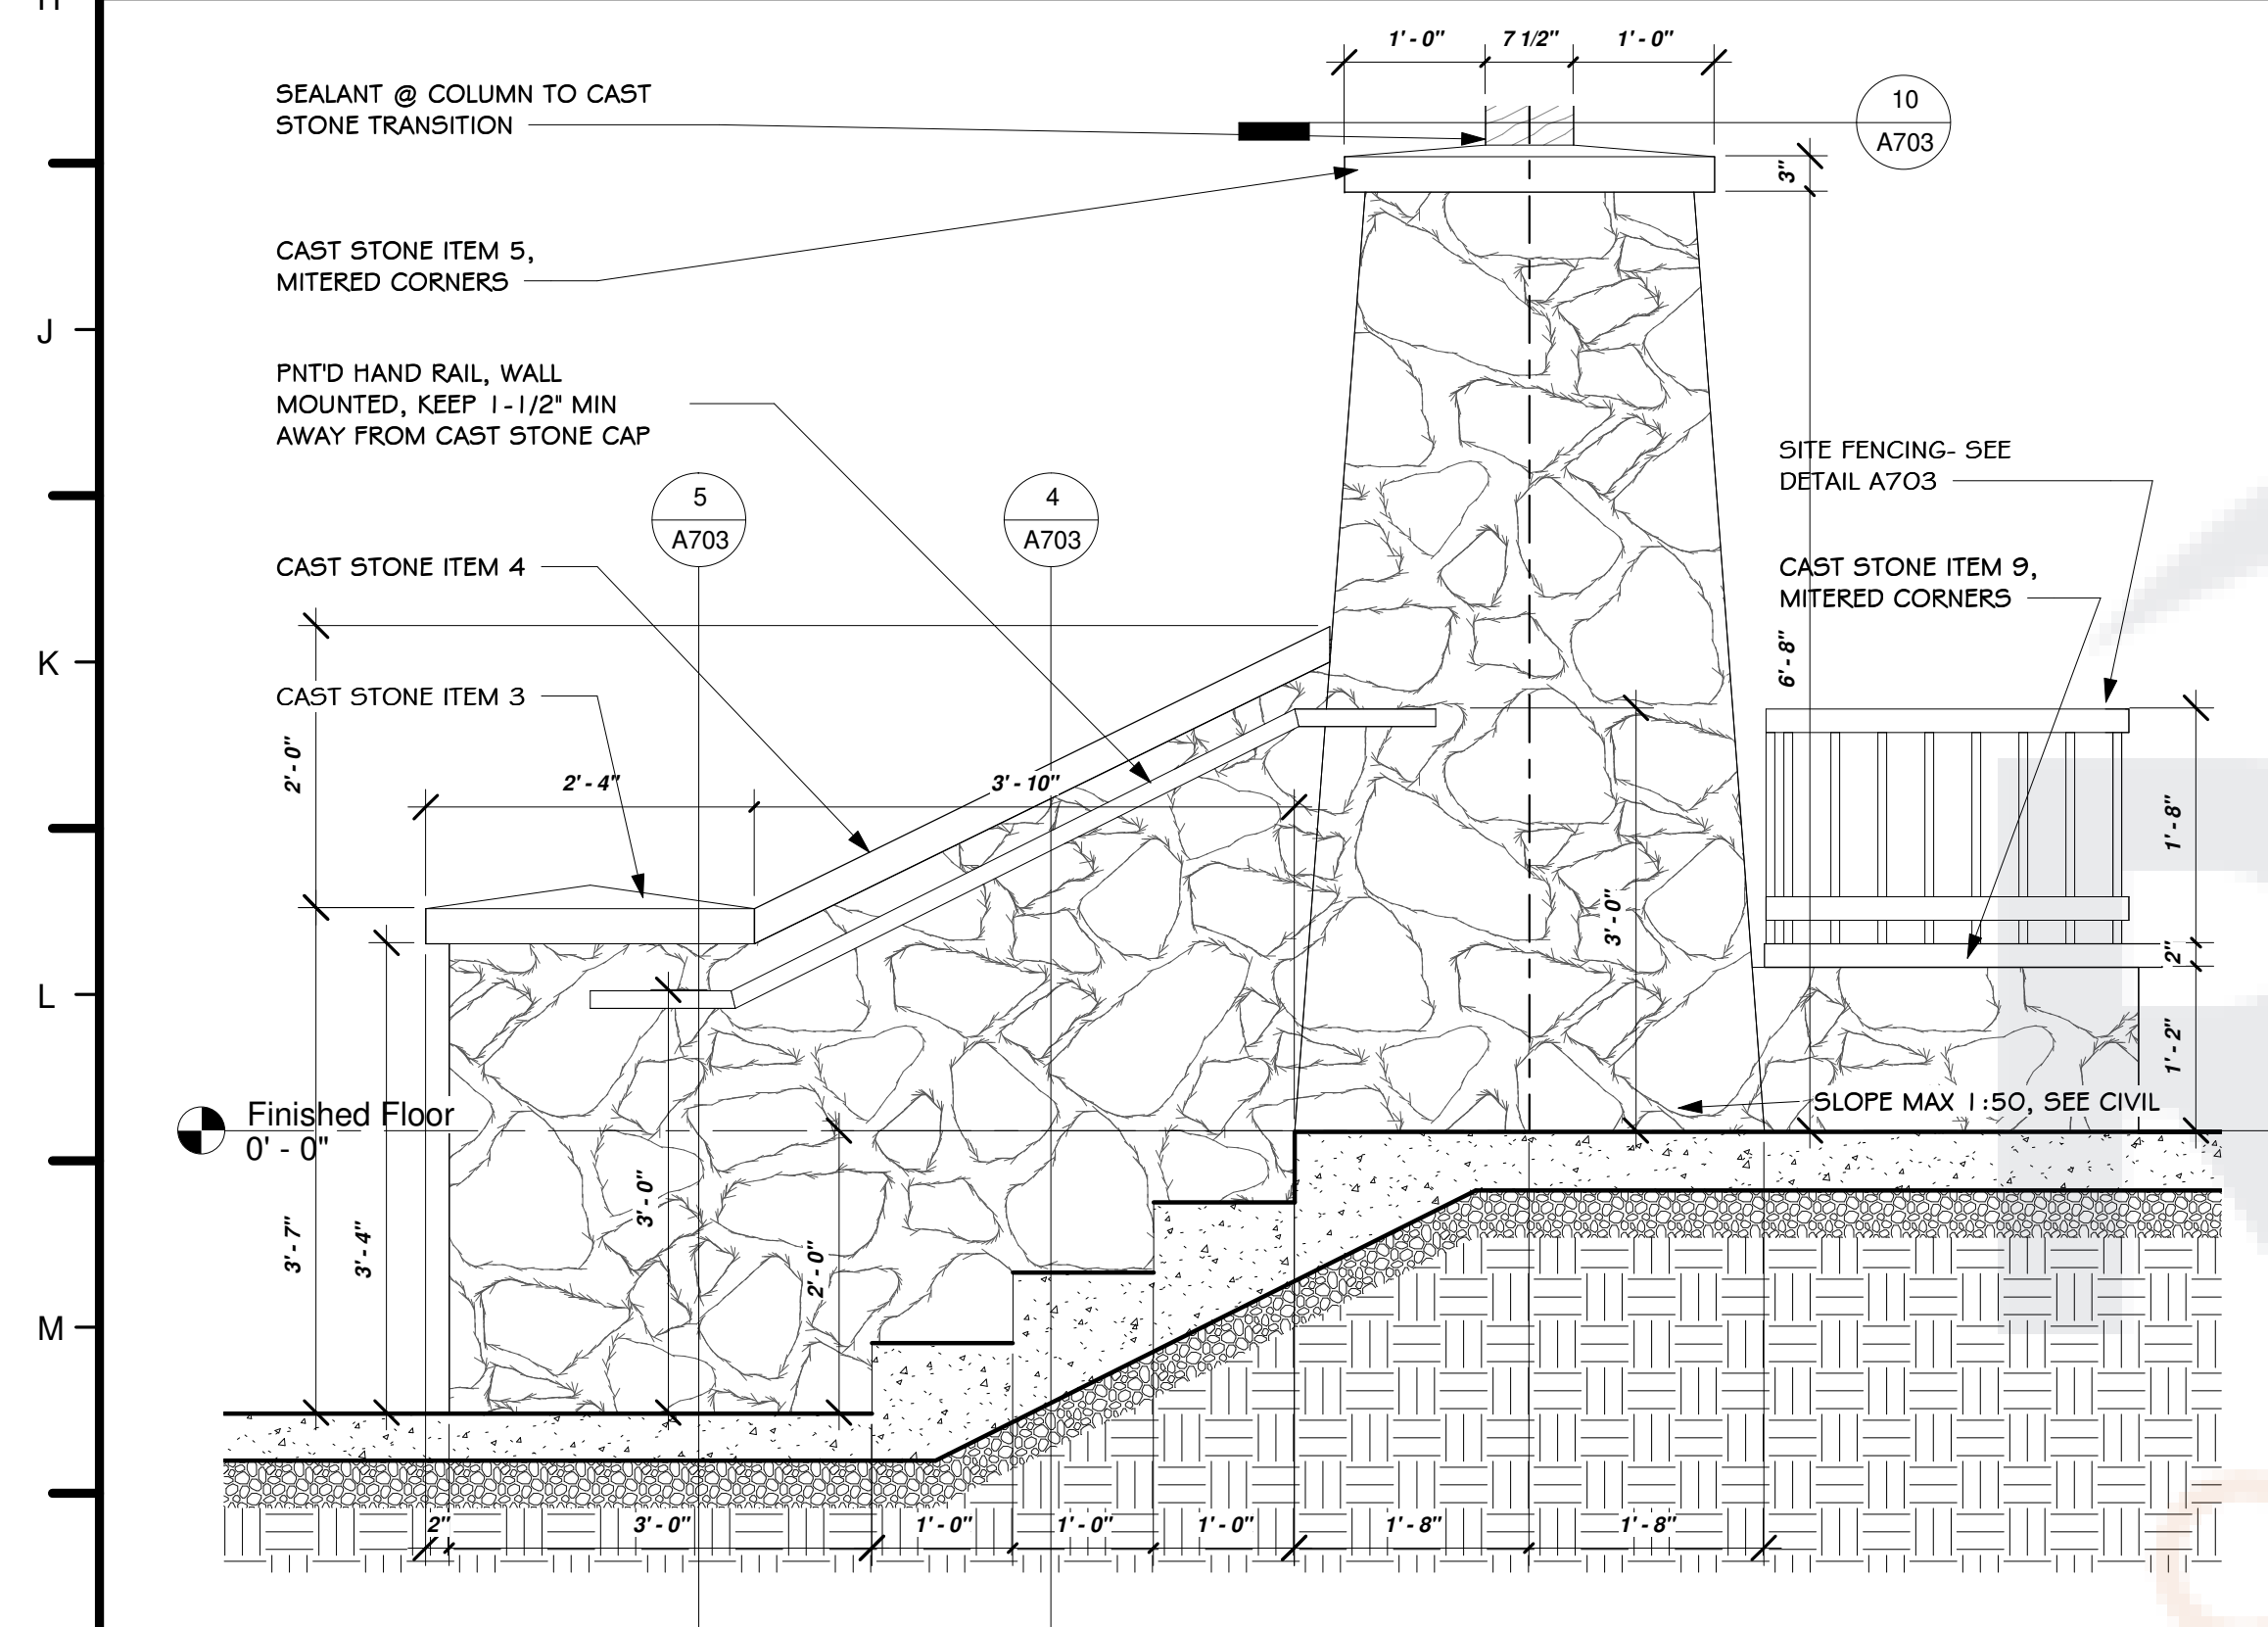 H
1' - 0" 7 1/2" 1' - 0"
SEALANT @ COLUMN TO CAST
STONE TRANSITION
10
A703
3"
CAST STONE ITEM 5,
MITERED CORNERS
J
PNT'D HAND RAIL, WALL
MOUNTED, KEEP 1-1/2" MIN
AWAY FROM CAST STONE CAP
SITE FENCING- SEE
DETAIL A703
5
A703
4
A703
CAST STONE ITEM 4
CAST STONE ITEM 9,
MITERED CORNERS
K
6' - 8"
CAST STONE ITEM 3
2' - 0"
2' - 4"
3' - 10"
1' - 8"
3' - 0"
2"
L
1' - 2"
SLOPE MAX 1:50, SEE CIVIL
Finished Floor
0' - 0"
3' - 7"
3' - 4"
3' - 0"
2' - 0"
M
2" 3' - 0" 1' - 0" 1' - 0" 1' - 0" 1' - 8" 1' - 8"